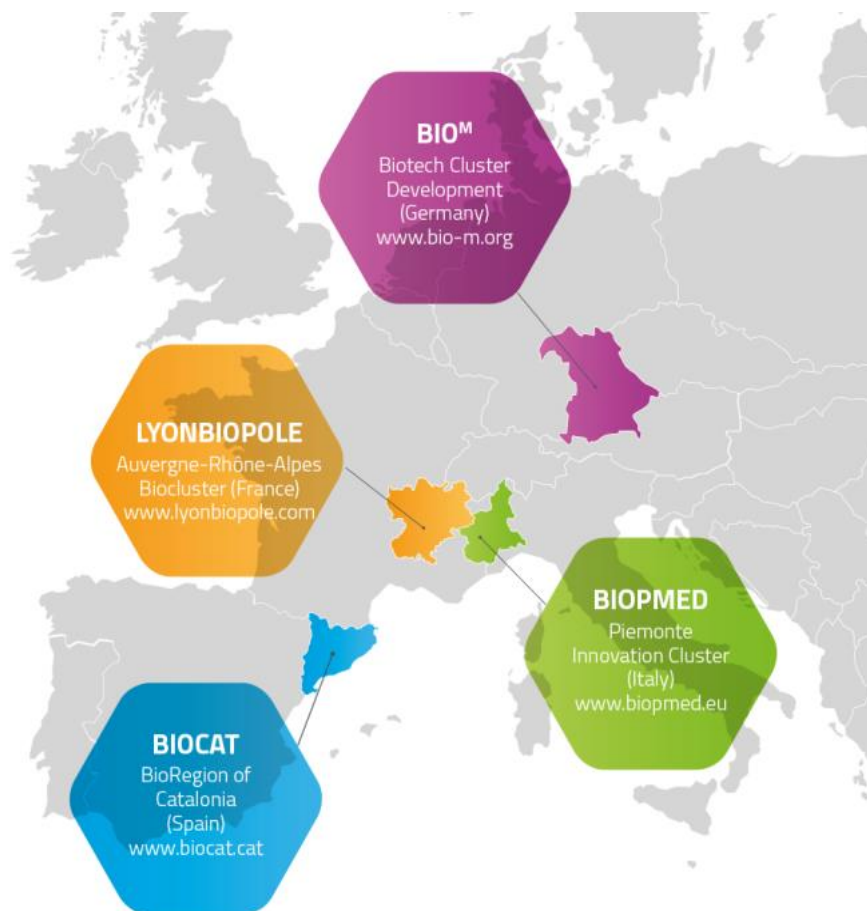 BIOᴹ
Biotech Cluster
Development
(Germany)
www.bio-m.org
LYONBIOPOLE
Auvergne-Rhône-Alpes
Biocluster (France)
www.lyonbiopole.com
BIOPMED
Piemonte
Innovation Cluster
(Italy)
www.biopmed.eu
BIOCAT
BioRegion of
Catalonia
(Spain)
www.biocat.cat